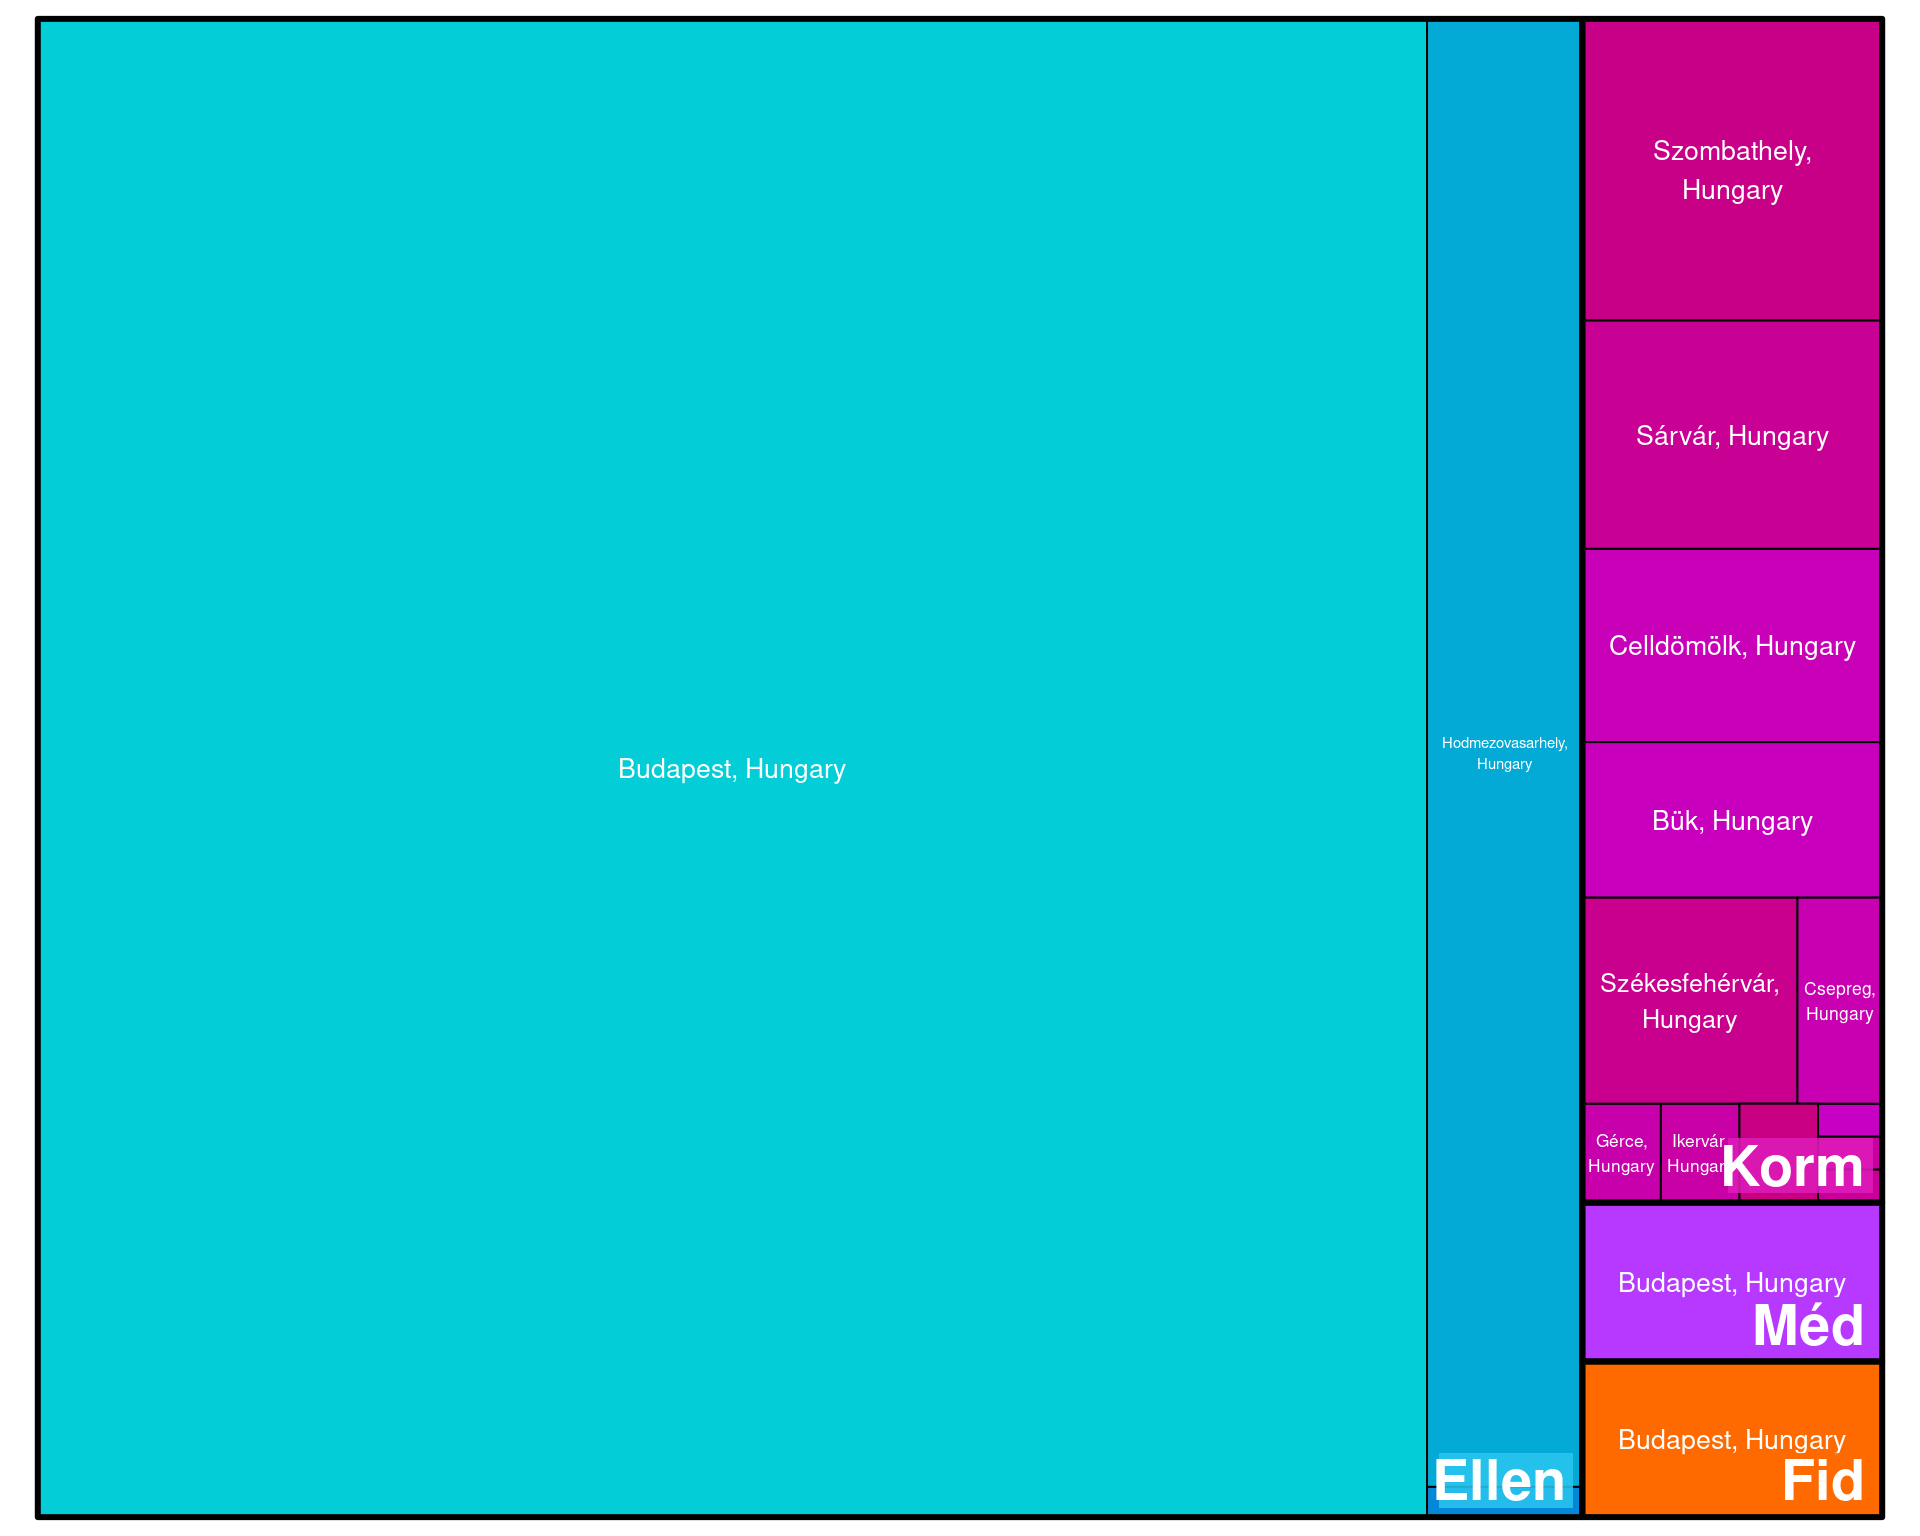 Budapest, Hungary
Hodmezovasarhely,
Hungary
Ellen
Szombathely,
Hungary
Sárvár, Hungary
Celldömölk, Hungary
Bük, Hungary
Székesfehérvár,
Hungary
Csepreg,
Hungary
Gérce,
Hungary
Ikervár,
Hungary
Korm
Budapest, Hungary
Méd
Budapest, Hungary
Fid